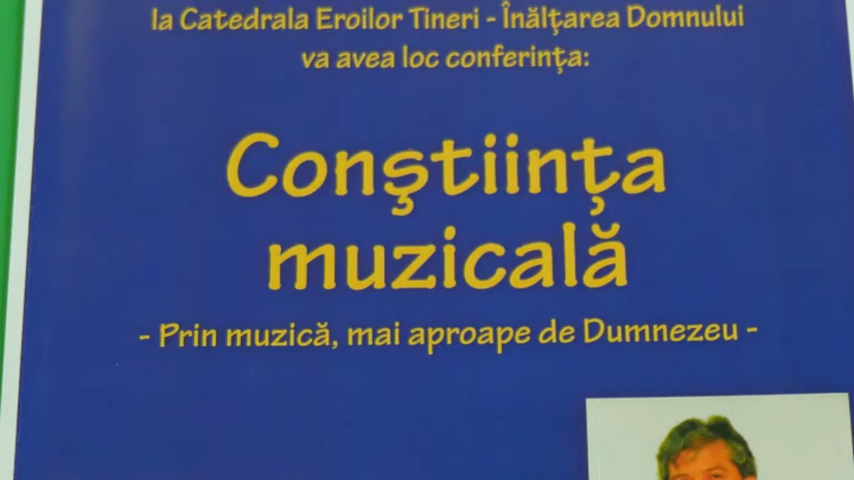 la Catedrala Eroilor Tineri - Înălţarea Domnului
va avea loc conferinţa:
Conştiinţa
muzicală
- Prin muzică, mai aproape de Dumnezeu -